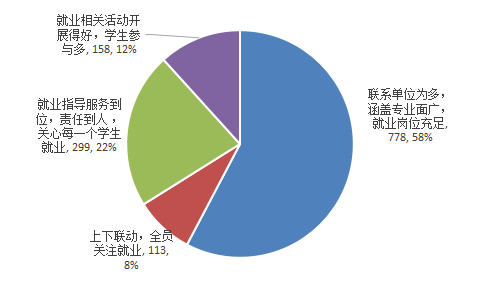 就业相关活动开
展得好，学生参
与多, 158, 12%
联系单位为多，
涵盖专业面广，
就业岗位充足,
778, 58%
就业指导服务到
位，责任到人，
关心每一个学生
就业, 299, 22%
上下联动，全员
关注就业, 113,
8%